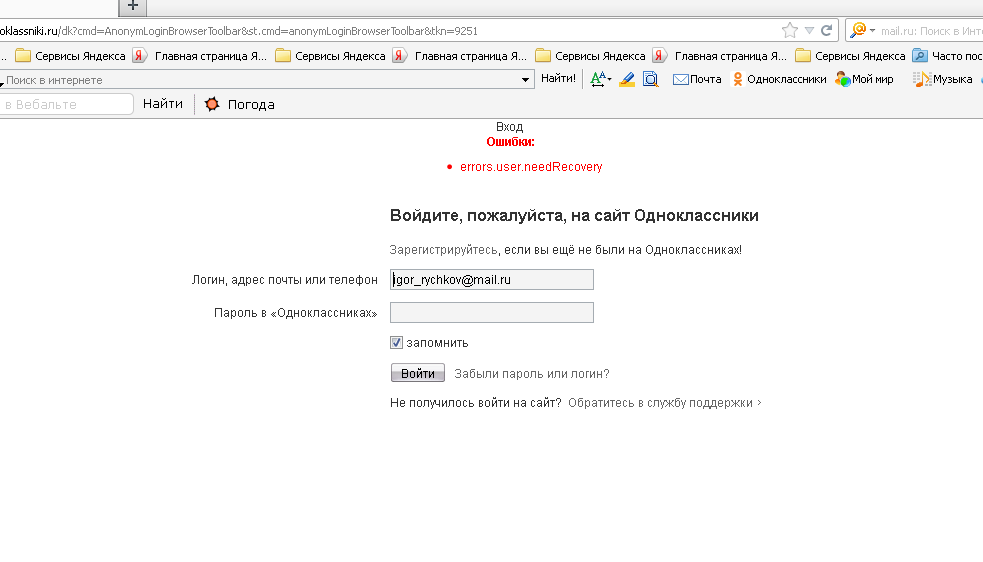 +
oklassniki.ru/dk?cmd=AnonymLoginBrowserToolbar&st.cmd=anonymLoginBrowserToolbar&tkn=9251 mail.ru: Поиск в Инте
... Сервисы Яндекса Я Главная страница Я... Сервисы Яндекса Я Главная страница Я... Сервисы Яндекса Я Главная страница Я... Сервисы Яндекса Часто пос
Поиск в интернете Найти! Почта Одноклассники Мой мир Музыка
в Вебальте Найти Погода
Вход
Ошибки:
• errors.user.needRecovery
Войдите, пожалуйста, на сайт Одноклассники
Зарегистрируйтесь, если вы ещё не были на Одноклассниках!
Логин, адрес почты или телефон igor_rychkov@mail.ru
Пароль в «Одноклассниках»
запомнить
Войти Забыли пароль или логин?
Не получилось войти на сайт? Обратитесь в службу поддержки ›